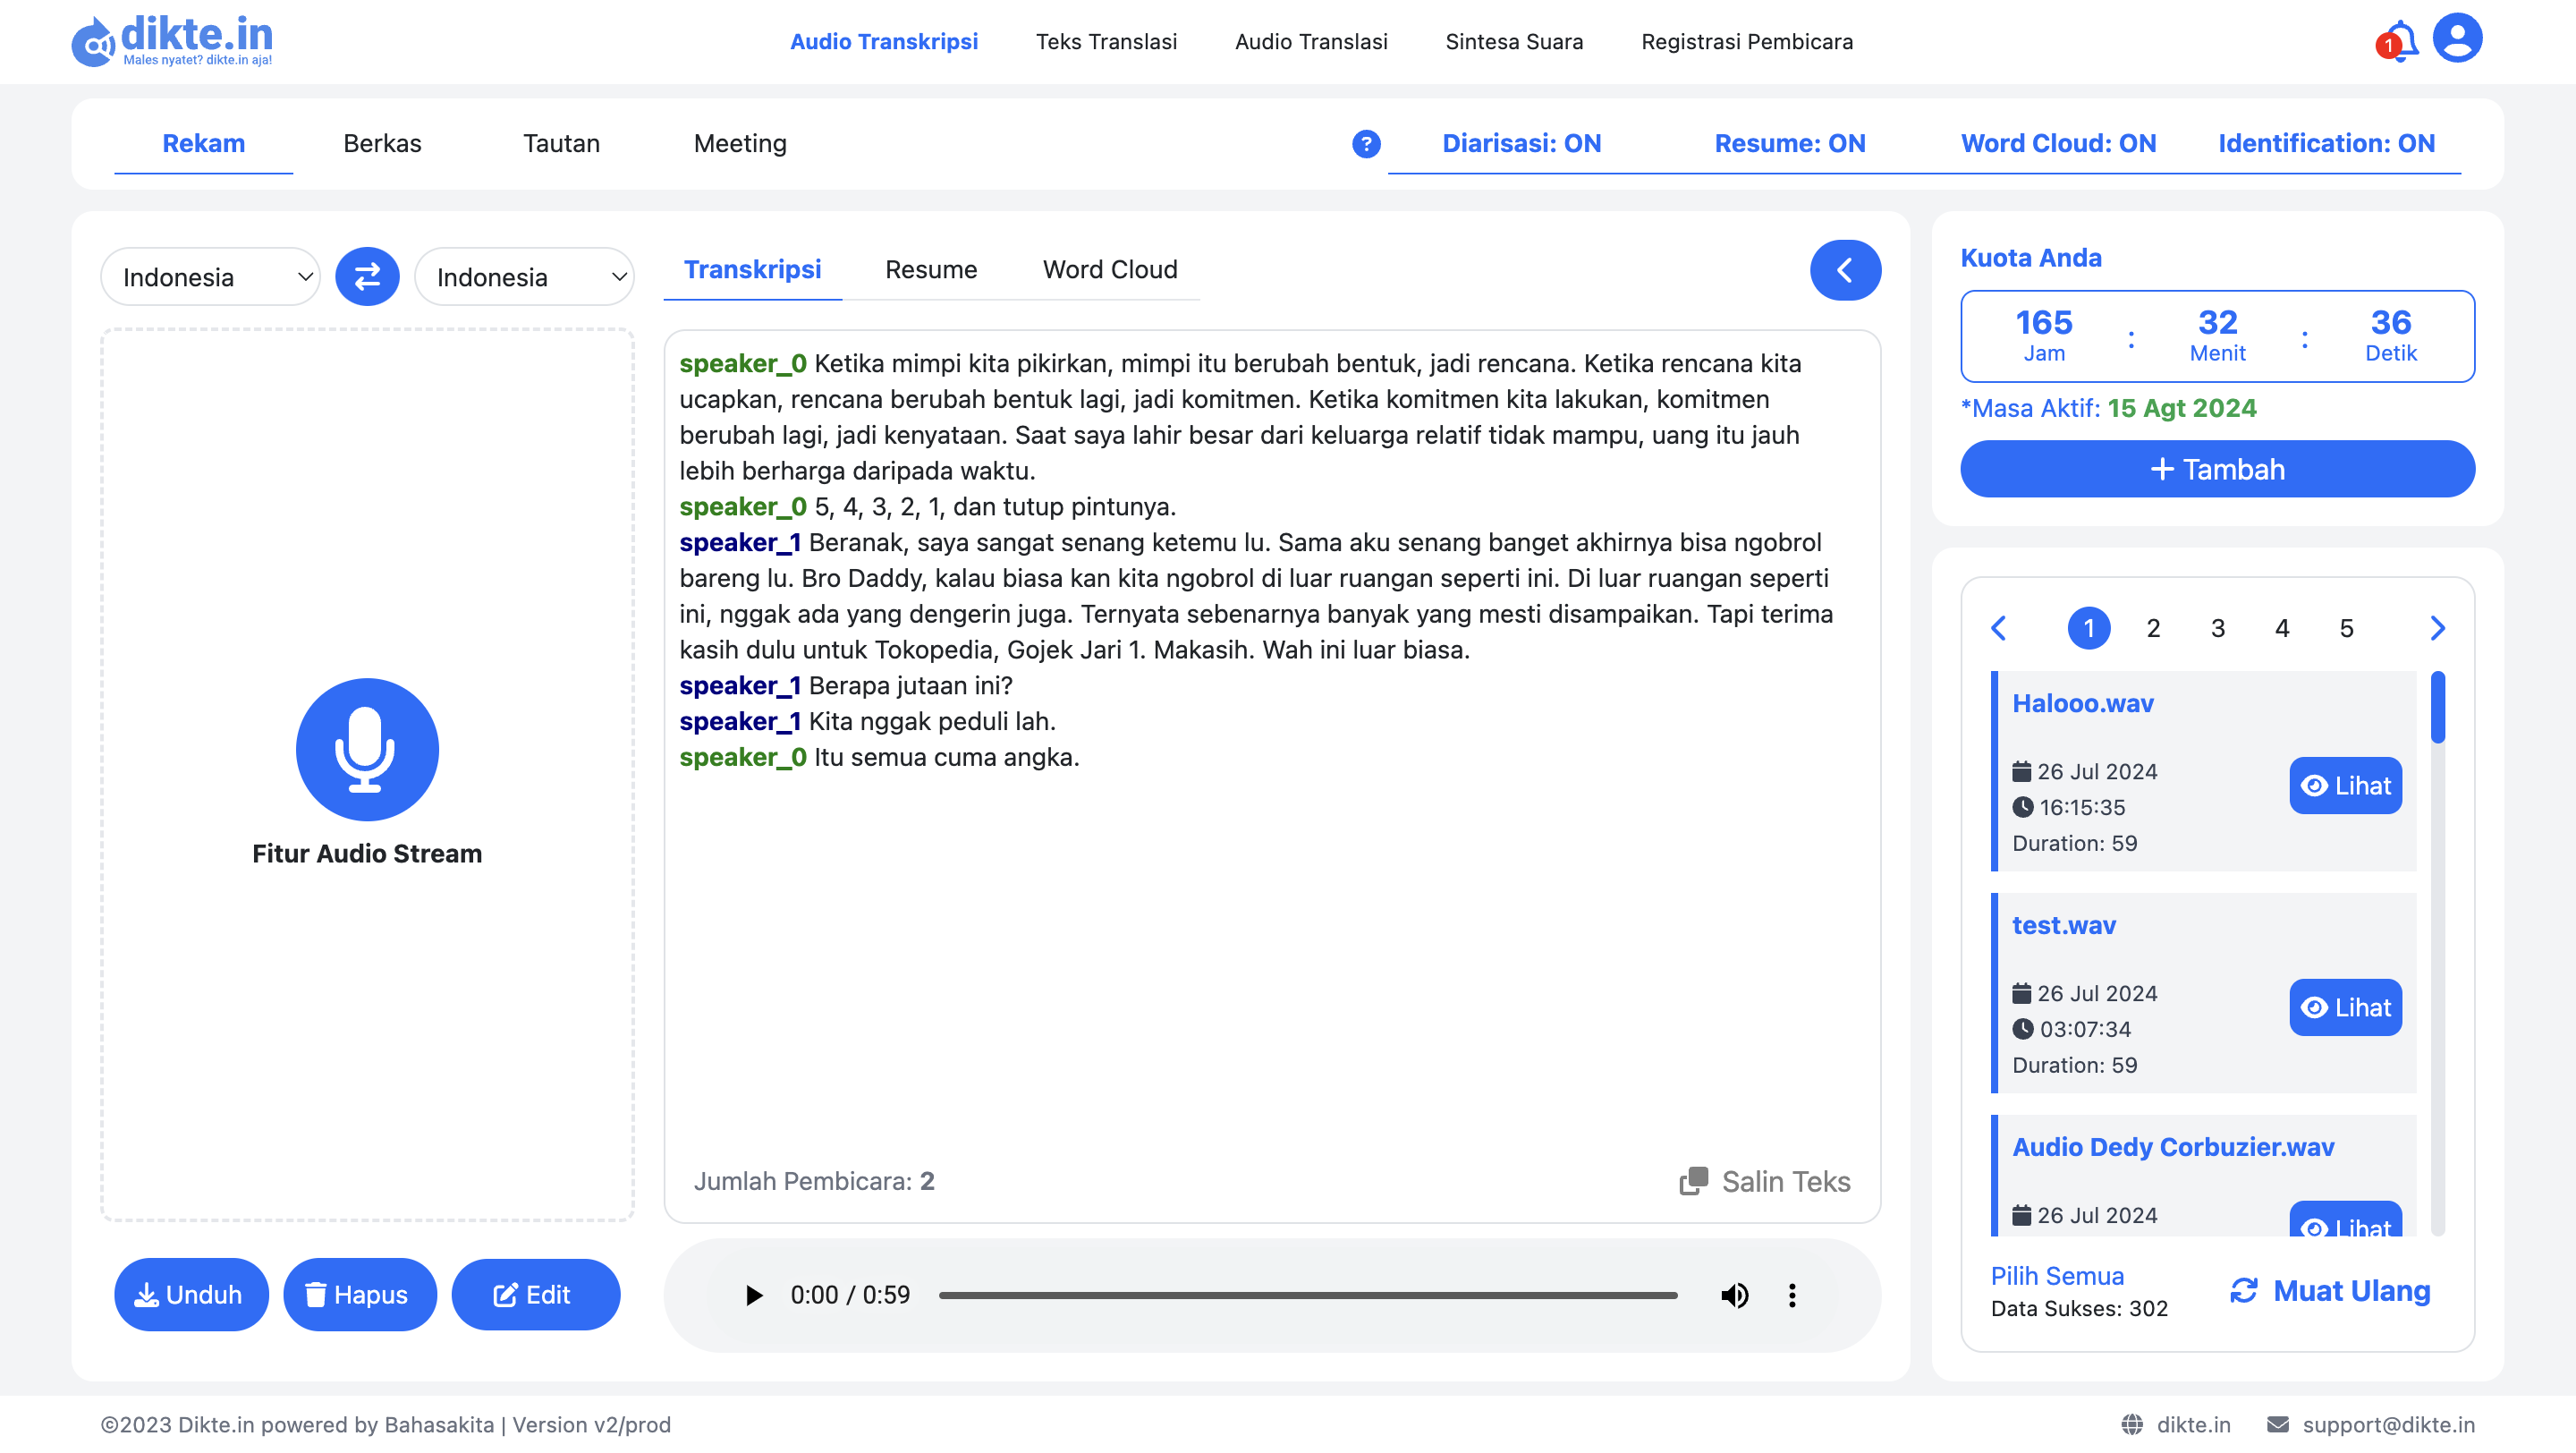 dikte.in
Males nyatet? dikte.in aja!
Audio Transkripsi
Teks Translasi
Audio Translasi
Sintesa Suara
Registrasi Pembicara
1
Rekam
Berkas
Tautan
Meeting
?
Diarisasi: ON
Resume: ON
Word Cloud: ON
Identification: ON
Indonesia
Indonesia
Fitur Audio Stream
Unduh
Hapus
Edit
Transkripsi
Resume
Word Cloud
speaker_0 Ketika mimpi kita pikirkan, mimpi itu berubah bentuk, jadi rencana. Ketika rencana kita
ucapkan, rencana berubah bentuk lagi, jadi komitmen. Ketika komitmen kita lakukan, komitmen
berubah lagi, jadi kenyataan. Saat saya lahir besar dari keluarga relatif tidak mampu, uang itu jauh
lebih berharga daripada waktu.
speaker_0 5, 4, 3, 2, 1, dan tutup pintunya.
speaker_1 Beranak, saya sangat senang ketemu lu. Sama aku senang banget akhirnya bisa ngobrol
bareng lu. Bro Daddy, kalau biasa kan kita ngobrol di luar ruangan seperti ini. Di luar ruangan seperti
ini, nggak ada yang dengerin juga. Ternyata sebenarnya banyak yang mesti disampaikan. Tapi terima
kasih dulu untuk Tokopedia, Gojek Jari 1. Makasih. Wah ini luar biasa.
speaker_1 Berapa jutaan ini?
speaker_1 Kita nggak peduli lah.
speaker_0 Itu semua cuma angka.
Jumlah Pembicara: 2
Salin Teks
0:00 / 0:59
Kuota Anda
165 : 32 : 36
Jam Menit Detik
*Masa Aktif: 15 Agt 2024
+ Tambah
1 2 3 4 5
Halooo.wav
26 Jul 2024
16:15:35
Duration: 59
Lihat
test.wav
26 Jul 2024
03:07:34
Duration: 59
Lihat
Audio Dedy Corbuzier.wav
26 Jul 2024
Lihat
Pilih Semua
Data Sukses: 302
Muat Ulang
©2023 Dikte.in powered by Bahasakita | Version v2/prod
dikte.in
support@dikte.in